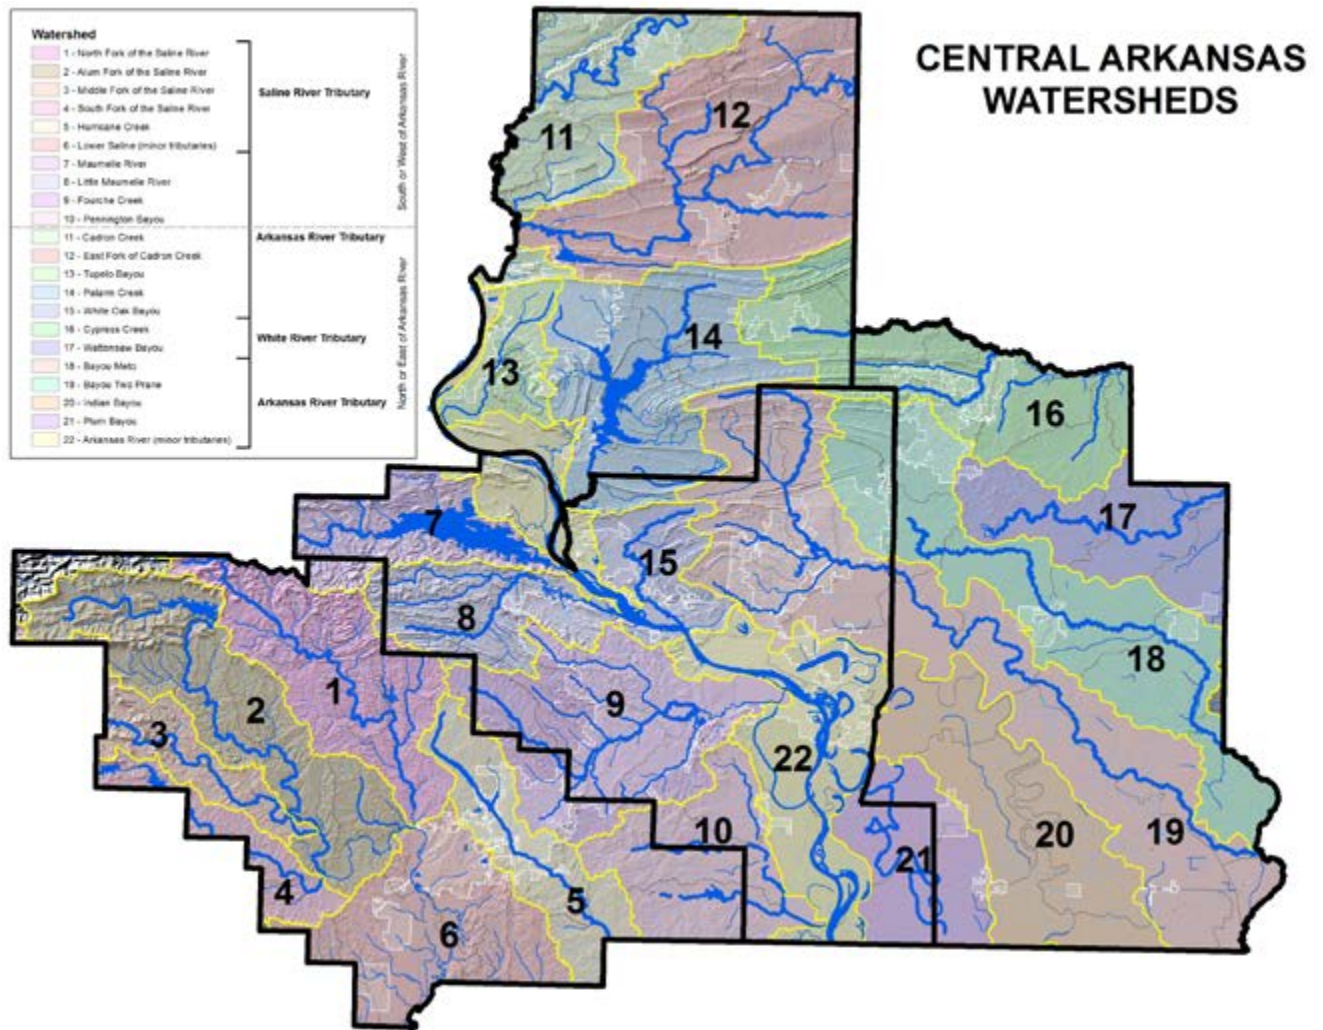 CENTRAL ARKANSAS
WATERSHEDS
Watershed
1 - North Fork of the Saline River
2 - Alum Fork of the Saline River
3 - Middle Fork of the Saline River
4 - South Fork of the Saline River
5 - Hurricane Creek
6 - Lower Saline (minor tributaries)
7 - Maumelle River
8 - Little Maumelle River
9 - Fourche Creek
10 - Pennington Bayou
11 - Cadron Creek
12 - East Fork of Cadron Creek
13 - Tupelo Bayou
14 - Palarm Creek
15 - White Oak Bayou
16 - Cypress Creek
17 - Wattensaw Bayou
18 - Bayou Meto
19 - Bayou Two Prairie
20 - Indian Bayou
21 - Plum Bayou
22 - Arkansas River (minor tributaries)
Saline River Tributary
Arkansas River Tributary
White River Tributary
Arkansas River Tributary
South or West of Arkansas River
North or East of Arkansas River
11
12
13
14
16
7
17
15
8
18
1
2
9
3
22
10
20
19
21
4
5
6